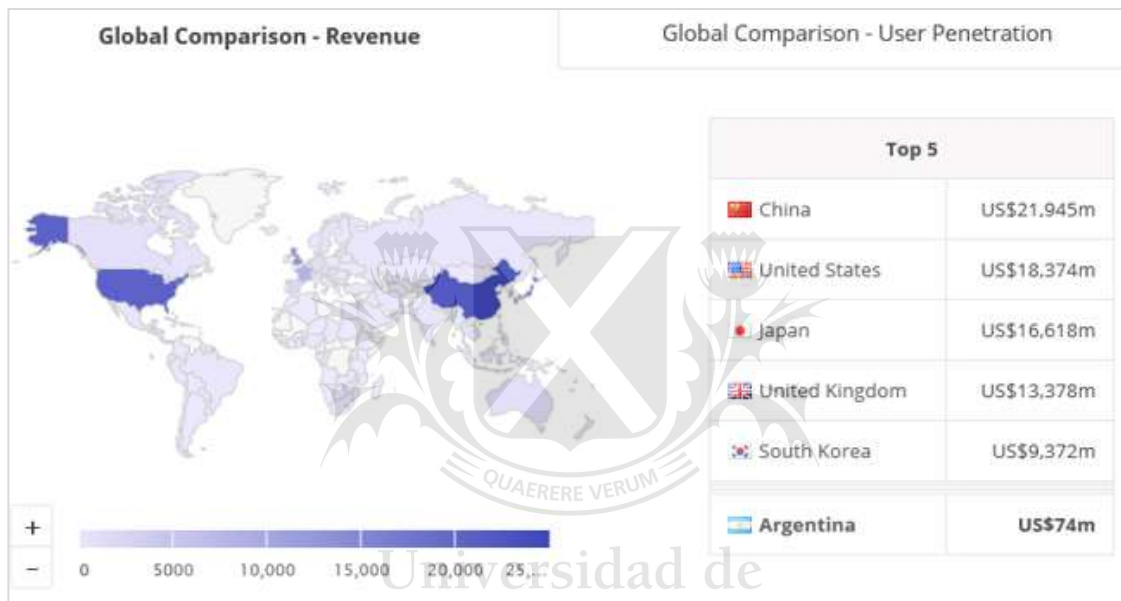 Global Comparison - Revenue
Global Comparison - User Penetration
Top 5
China US$21,945m
United States US$18,374m
Japan US$16,618m
United Kingdom US$13,378m
South Korea US$9,372m
Argentina US$74m
QUAERERE VERUM
+
−
0 5000 10,000 15,000 20,000 25,...
Universidad de